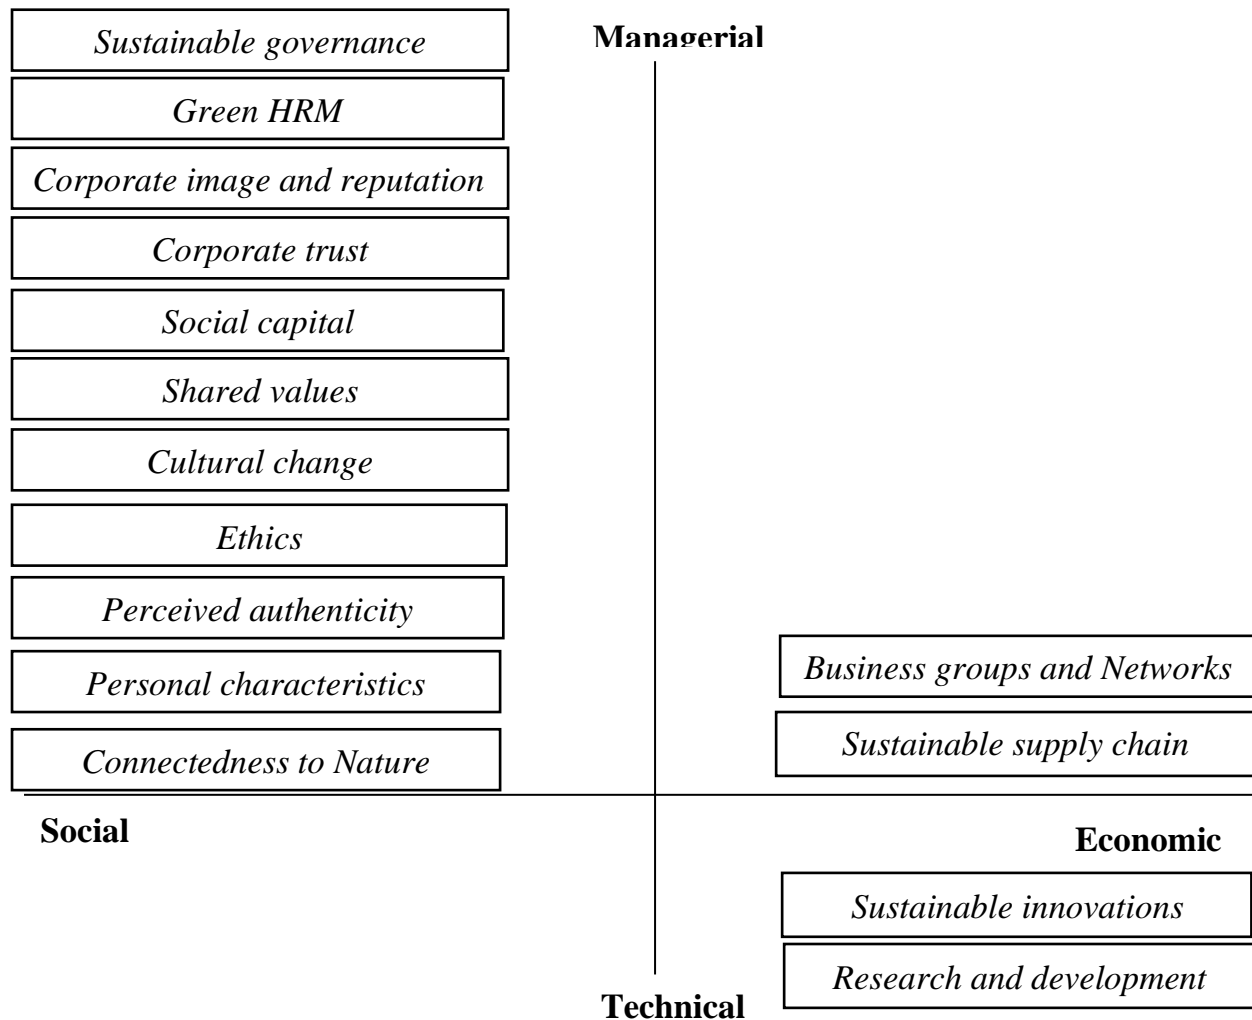 Managerial
Sustainable governance
Green HRM
Corporate image and reputation
Corporate trust
Social capital
Shared values
Cultural change
Ethics
Perceived authenticity
Personal characteristics
Connectedness to Nature
Business groups and Networks
Sustainable supply chain
Social
Economic
Sustainable innovations
Research and development
Technical